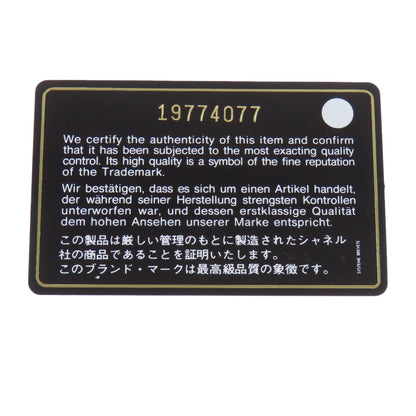 19774077
We certify the authenticity of this item and confirm
that it has been subjected to the most exacting quality
control. Its high quality is a symbol of the fine reputation
of the Trademark.
Wir bestätigen, dass es sich um einen Artikel handelt,
der während seiner Herstellung strengsten Kontrollen
unterworfen war, und dessen erstklassige Qualität
dem hohen Ansehen unserer Marke entspricht.
この製品は厳しい管理のもとに製造されたシャネル
社の商品であることを証明いたします。
このブランド・マークは最高級品質の象徴です。